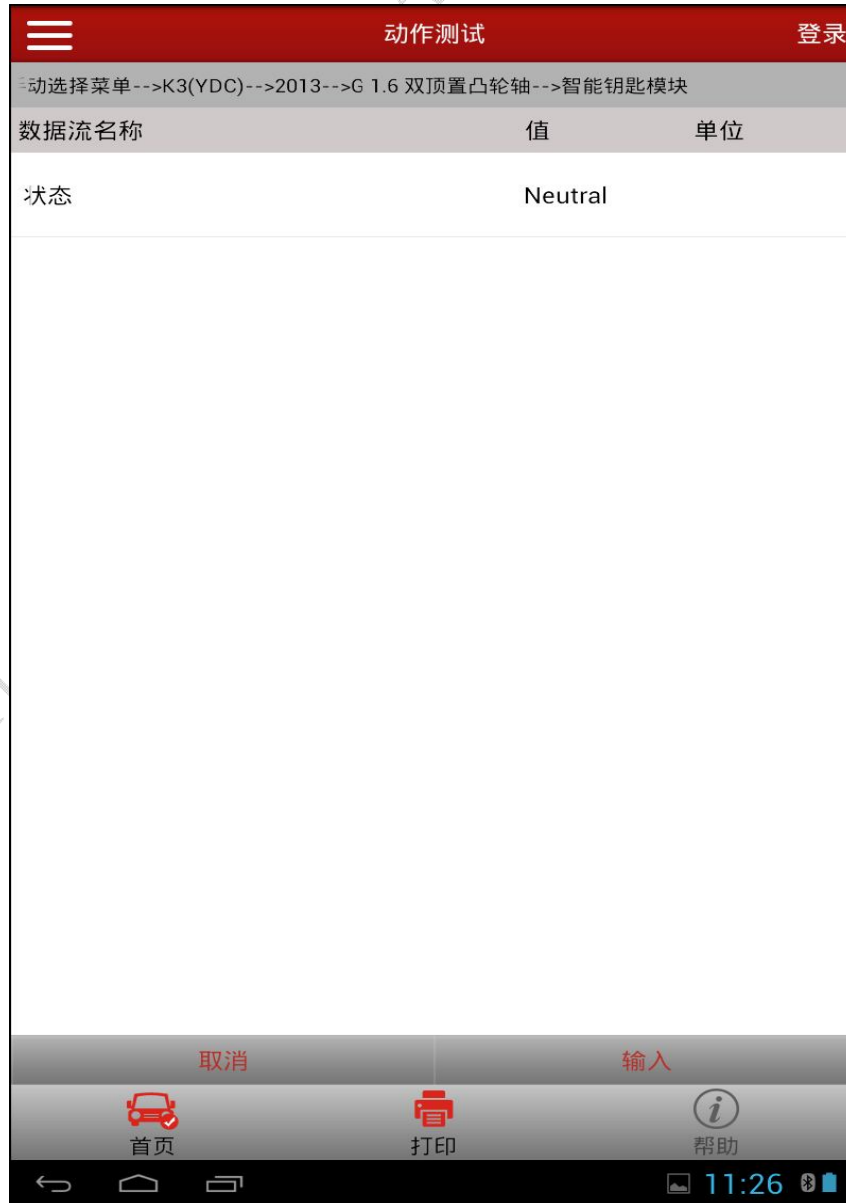 动作测试 登录
动选择菜单-->K3(YDC)-->2013-->G 1.6 双顶置凸轮轴-->智能钥匙模块
数据流名称 值 单位
状态 Neutral
取消 输入
首页 打印 帮助
11:26